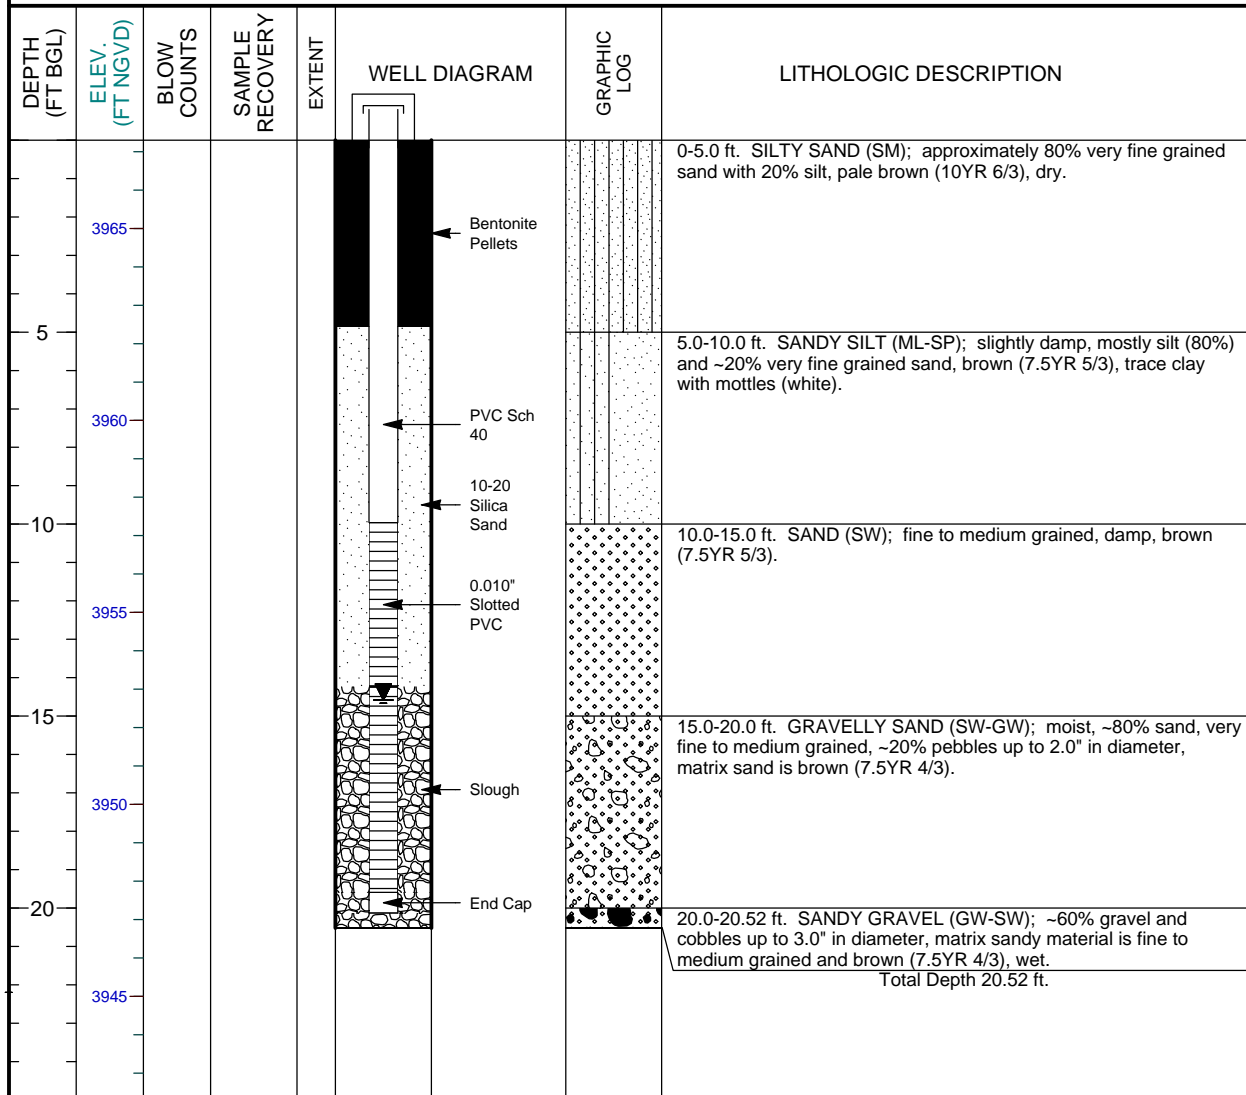 DEPTH
(FT BGL)
ELEV.
(FT NGVD)
BLOW
COUNTS
SAMPLE
RECOVERY
EXTENT
WELL DIAGRAM
GRAPHIC
LOG
LITHOLOGIC DESCRIPTION
0-5.0 ft.  SILTY SAND (SM);  approximately 80% very fine grained
sand with 20% silt, pale brown (10YR 6/3), dry.
3965
Bentonite
Pellets
5
5.0-10.0 ft.  SANDY SILT (ML-SP);  slightly damp, mostly silt (80%)
and ~20% very fine grained sand, brown (7.5YR 5/3), trace clay
with mottles (white).
3960
PVC Sch
40
10-20
Silica
Sand
10
10.0-15.0 ft.  SAND (SW);  fine to medium grained, damp, brown
(7.5YR 5/3).
3955
0.010"
Slotted
PVC
15
15.0-20.0 ft.  GRAVELLY SAND (SW-GW);  moist, ~80% sand, very
fine to medium grained, ~20% pebbles up to 2.0" in diameter,
matrix sand is brown (7.5YR 4/3).
3950
Slough
End Cap
20
20.0-20.52 ft.  SANDY GRAVEL (GW-SW);  ~60% gravel and
cobbles up to 3.0" in diameter, matrix sandy material is fine to
medium grained and brown (7.5YR 4/3), wet.
Total Depth 20.52 ft.
3945